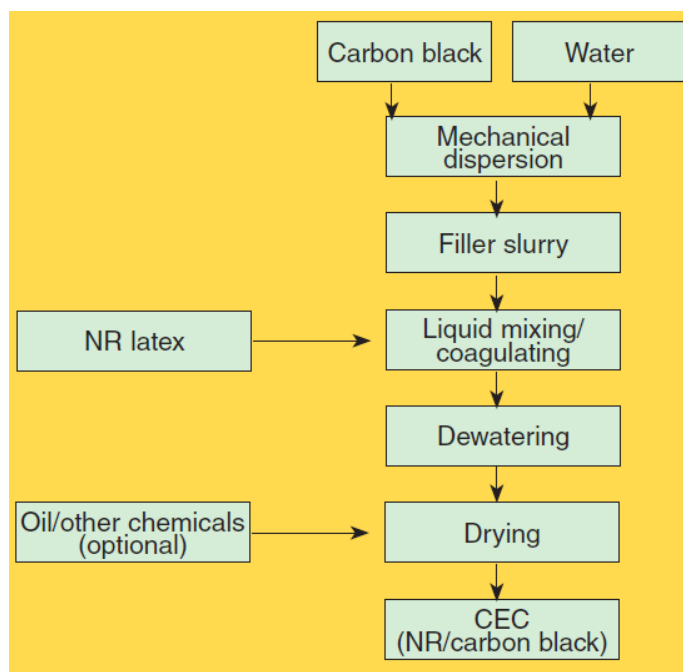 Carbon black
Water
Mechanical
dispersion
Filler slurry
NR latex
Liquid mixing/
coagulating
Dewatering
Oil/other chemicals
(optional)
Drying
CEC
(NR/carbon black)